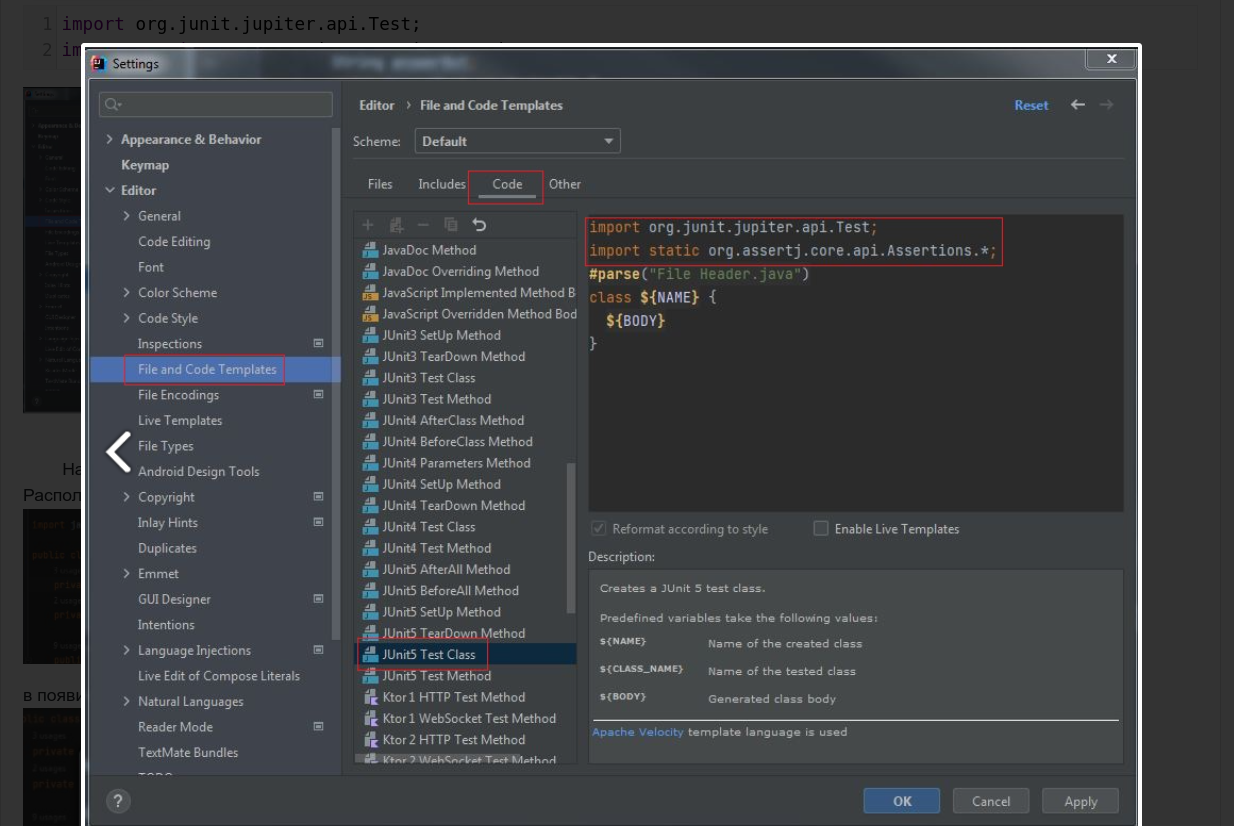 1 import org.junit.jupiter.api.Test;
2 im
Settings
Editor › File and Code Templates
Reset
Scheme: Default
Files Includes Code Other
Appearance & Behavior
Keymap
Editor
General
Code Editing
Font
Color Scheme
Code Style
Inspections
File and Code Templates
File Encodings
Live Templates
File Types
Android Design Tools
Copyright
Inlay Hints
Duplicates
Emmet
GUI Designer
Intentions
Language Injections
Live Edit of Compose Literals
Natural Languages
Reader Mode
TextMate Bundles
TODO
JavaDoc Method
JavaDoc Overriding Method
JavaScript Implemented Method B
JavaScript Overridden Method Bod
JUnit3 SetUp Method
JUnit3 TearDown Method
JUnit3 Test Class
JUnit3 Test Method
JUnit4 AfterClass Method
JUnit4 BeforeClass Method
JUnit4 Parameters Method
JUnit4 SetUp Method
JUnit4 TearDown Method
JUnit4 Test Class
JUnit4 Test Method
JUnit5 AfterAll Method
JUnit5 BeforeAll Method
JUnit5 SetUp Method
JUnit5 TearDown Method
JUnit5 Test Class
JUnit5 Test Method
Ktor 1 HTTP Test Method
Ktor 1 WebSocket Test Method
Ktor 2 HTTP Test Method
Ktor 2 WebSocket Test Method
import org.junit.jupiter.api.Test;
import static org.assertj.core.api.Assertions.*;
#parse("File Header.java")
class ${NAME} {
${BODY}
}
Reformat according to style
Enable Live Templates
Description:
Creates a JUnit 5 test class.
Predefined variables take the following values:
${NAME} Name of the created class
${CLASS_NAME} Name of the tested class
${BODY} Generated class body
Apache Velocity template language is used
?
OK
Cancel
Apply
На
Распол
в появи